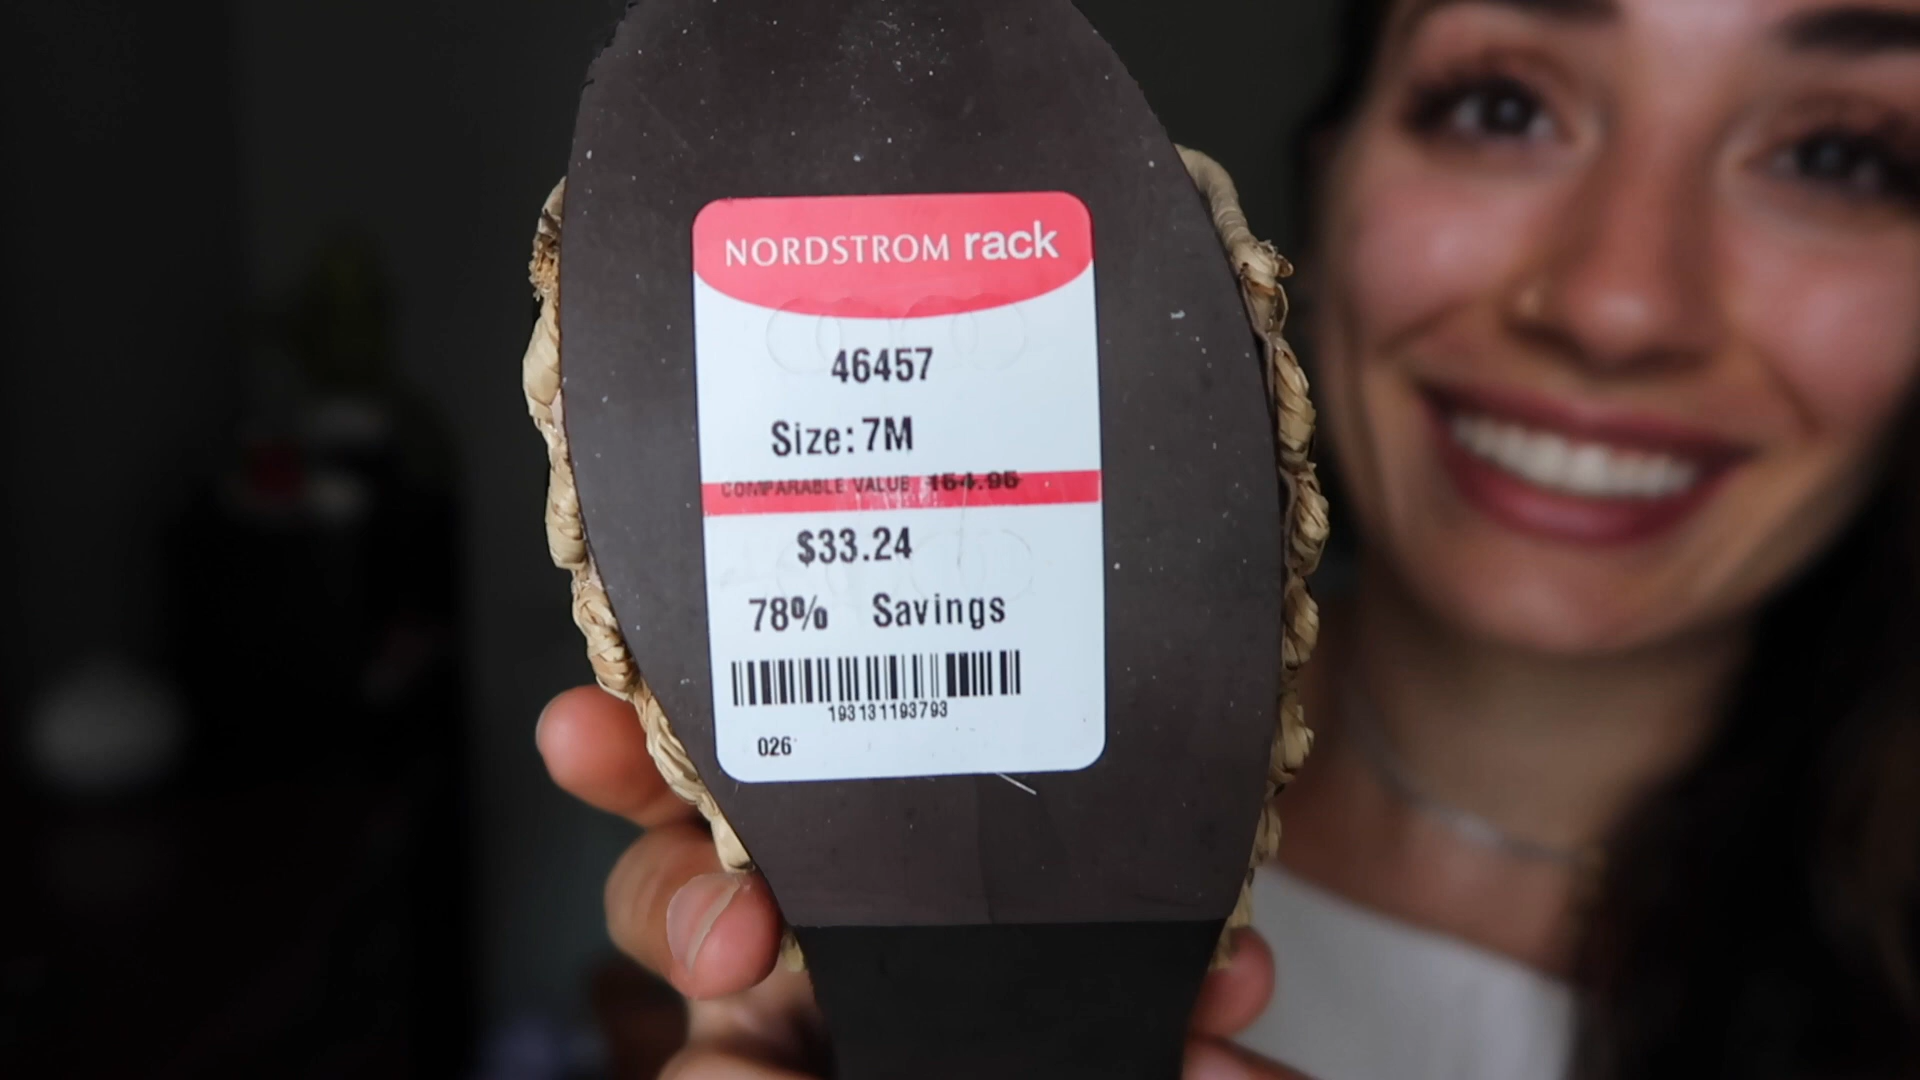 NORDSTROM rack
46457
Size: 7M
COMPARABLE VALUE 154.95
$33.24
78% Savings
193131193793
026